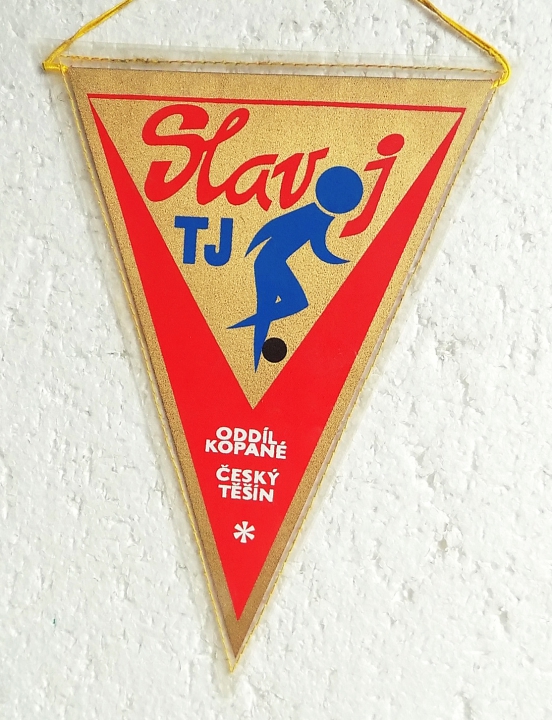 Slavoj
TJ
ODDÍL
KOPANÉ
ČESKÝ
TĚŠÍN
*